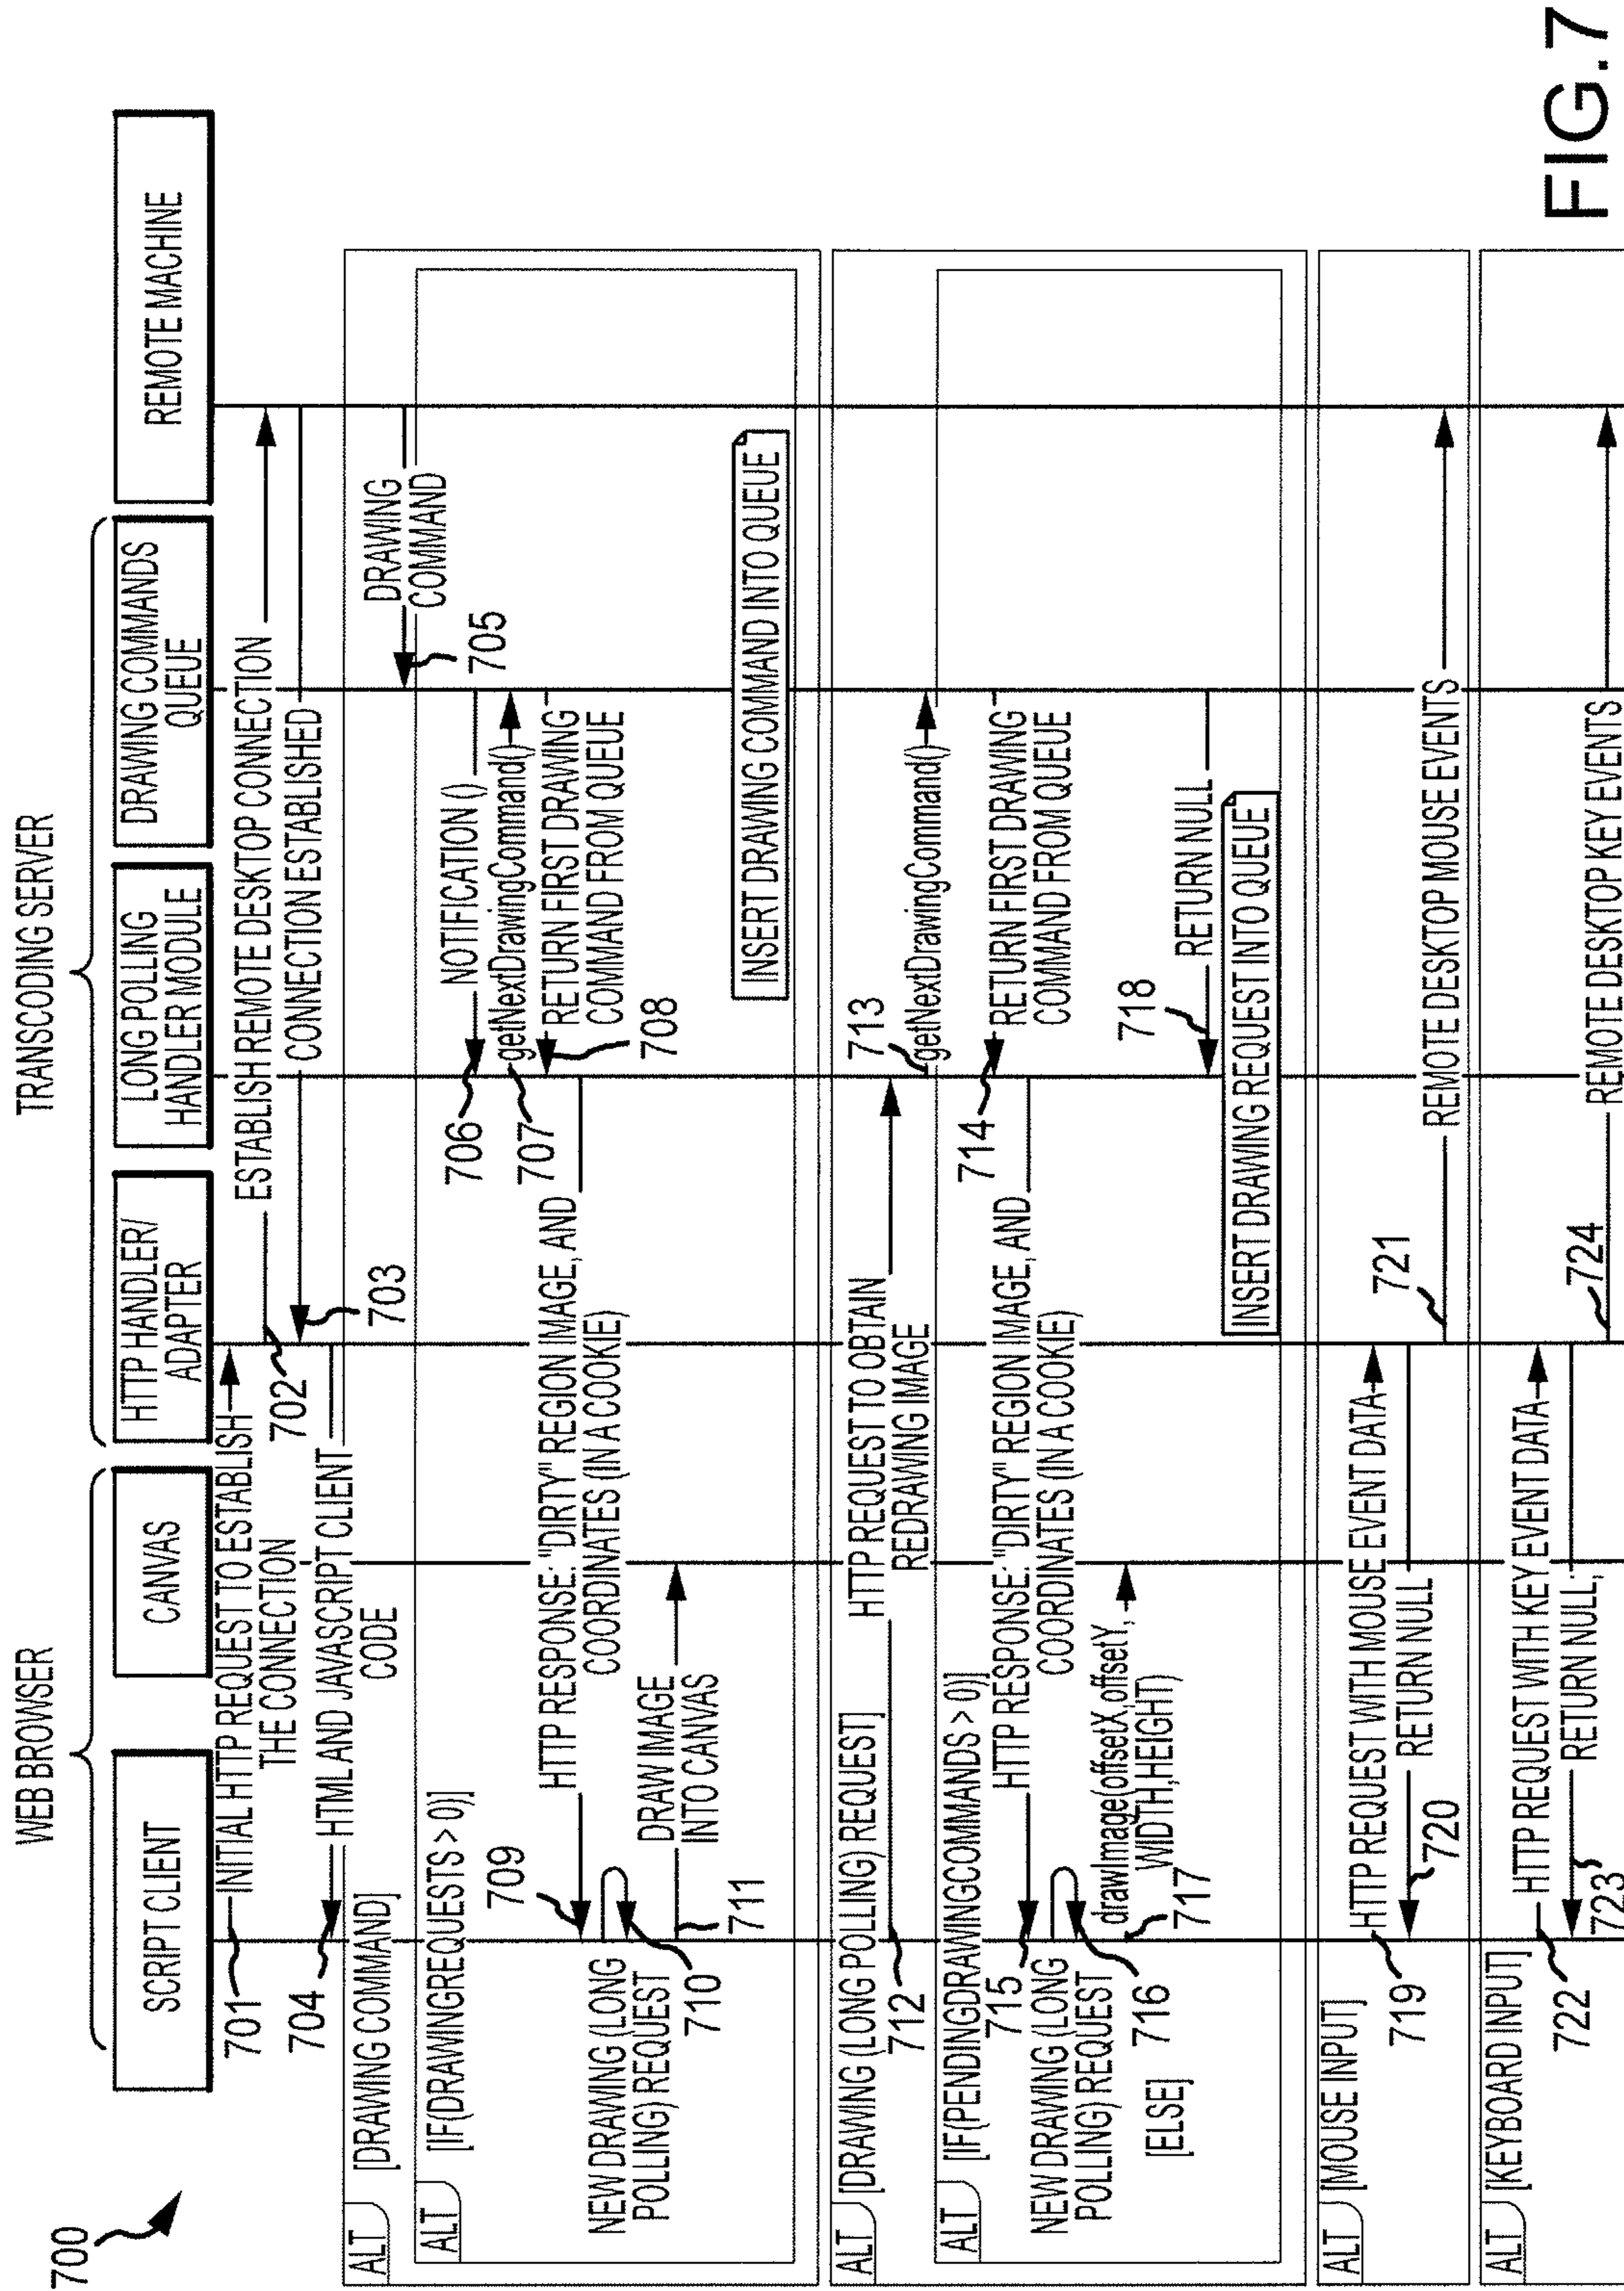 700
WEB BROWSER
TRANSCODING SERVER
SCRIPT CLIENT
CANVAS
HTTP HANDLER/
ADAPTER
LONG POLLING
HANDLER MODULE
DRAWING COMMANDS
QUEUE
REMOTE MACHINE
701
INITIAL HTTP REQUEST TO ESTABLISH
THE CONNECTION
702
ESTABLISH REMOTE DESKTOP CONNECTION
703
CONNECTION ESTABLISHED
704
HTML AND JAVASCRIPT CLIENT
CODE
ALT
[DRAWING COMMAND]
DRAWING
COMMAND
705
ALT
[IF(DRAWINGREQUESTS > 0)]
706
NOTIFICATION ()
707
getNextDrawingCommand()
RETURN FIRST DRAWING
COMMAND FROM QUEUE
708
709
HTTP RESPONSE: "DIRTY" REGION IMAGE, AND
COORDINATES (IN A COOKIE)
NEW DRAWING (LONG
POLLING) REQUEST
710
DRAW IMAGE
INTO CANVAS
711
INSERT DRAWING COMMAND INTO QUEUE
ALT
[DRAWING (LONG POLLING) REQUEST]
712
HTTP REQUEST TO OBTAIN
REDRAWING IMAGE
713
getNextDrawingCommand()
ALT
[IF(PENDINGDRAWINGCOMMANDS > 0)]
714
RETURN FIRST DRAWING
COMMAND FROM QUEUE
715
HTTP RESPONSE: "DIRTY" REGION IMAGE, AND
COORDINATES (IN A COOKIE)
NEW DRAWING (LONG
POLLING) REQUEST
716
drawImage(offsetX,offsetY,
WIDTH,HEIGHT)
717
[ELSE]
718
RETURN NULL
INSERT DRAWING REQUEST INTO QUEUE
ALT
[MOUSE INPUT]
719
HTTP REQUEST WITH MOUSE EVENT DATA
720
RETURN NULL
721
REMOTE DESKTOP MOUSE EVENTS
ALT
[KEYBOARD INPUT]
722
HTTP REQUEST WITH KEY EVENT DATA
723
RETURN NULL,
724
REMOTE DESKTOP KEY EVENTS
FIG.7